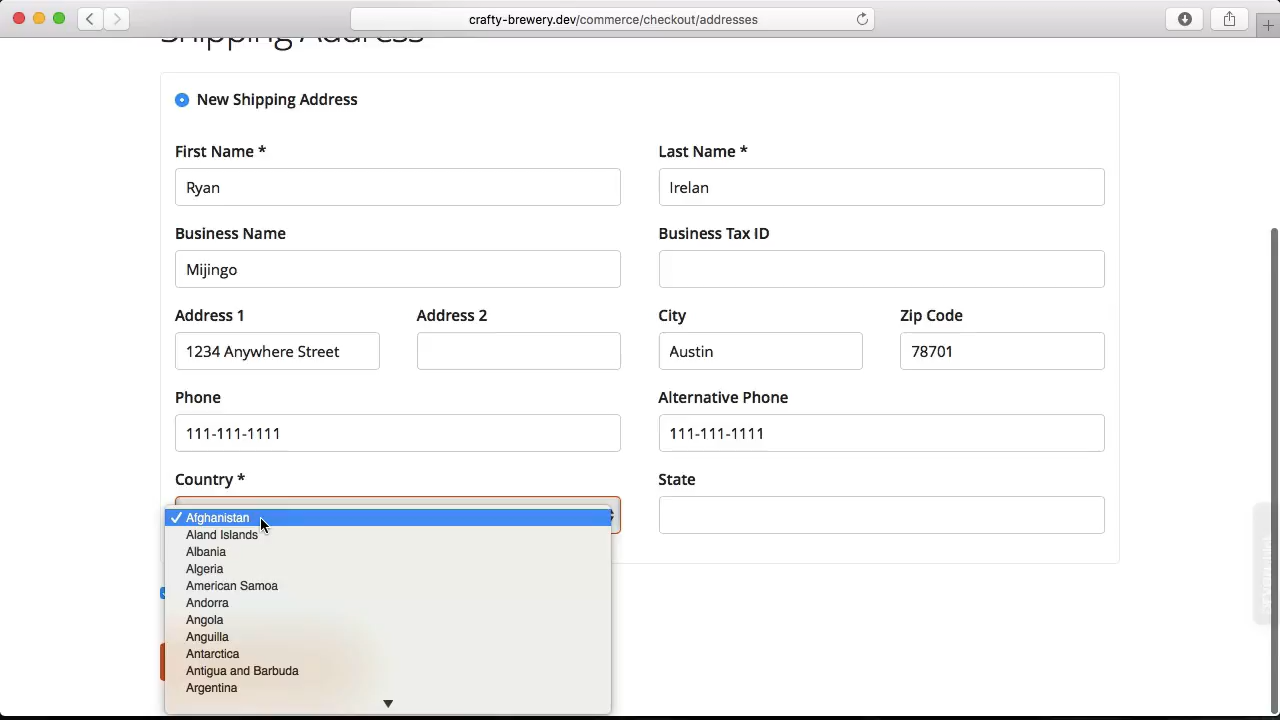 crafty-brewery.dev/commerce/checkout/addresses
Shipping Address
New Shipping Address
First Name * Last Name *
Ryan Irelan
Business Name Business Tax ID
Mijingo
Address 1 Address 2 City Zip Code
1234 Anywhere Street Austin 78701
Phone Alternative Phone
111-111-1111 111-111-1111
Country * State
✓ Afghanistan
Aland Islands
Albania
Algeria
American Samoa
Andorra
Angola
Anguilla
Antarctica
Antigua and Barbuda
Argentina